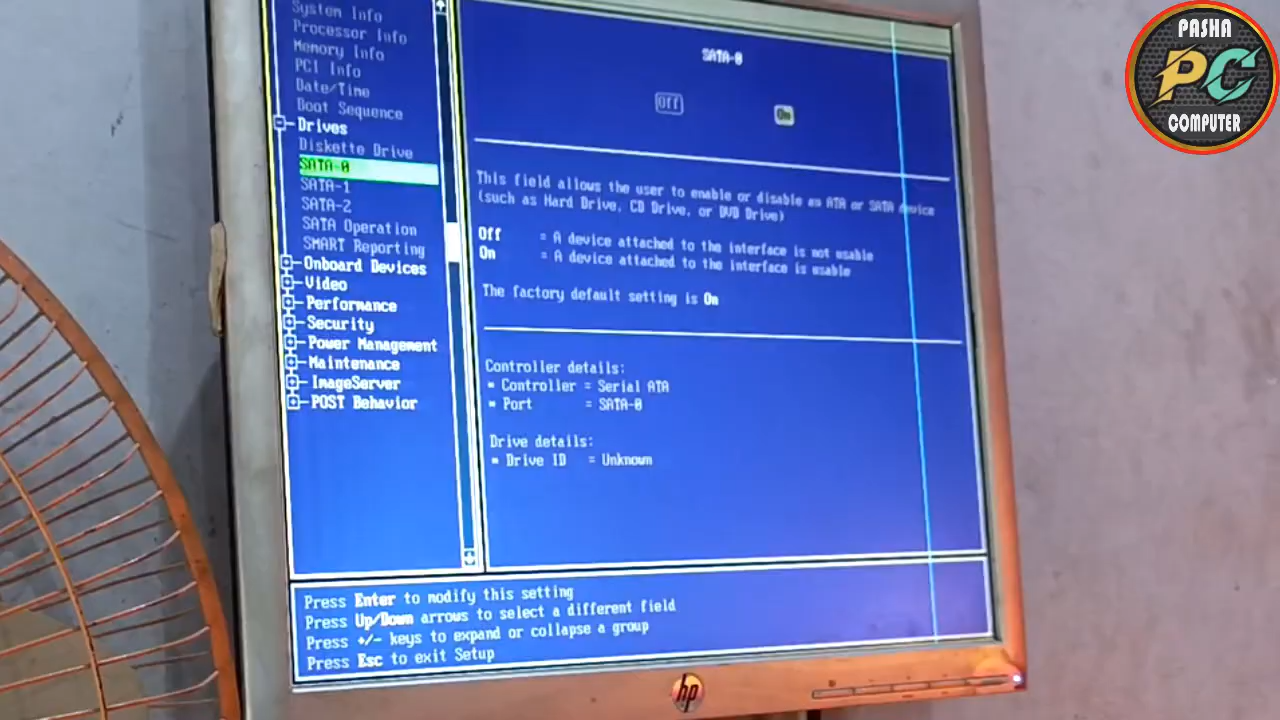 PASHA
PC
COMPUTER
System Info
Processor Info
Memory Info
PCI Info
Date/Time
Boot Sequence
Drives
Diskette Drive
SATA-0
SATA-1
SATA-2
SATA Operation
SMART Reporting
Onboard Devices
Video
Performance
Security
Power Management
Maintenance
ImageServer
POST Behavior
SATA-0
Off On
This field allows the user to enable or disable an ATA or SATA device
(such as Hard Drive, CD Drive, or DVD Drive)
Off = A device attached to the interface is not usable
On = A device attached to the interface is usable
The factory default setting is On
Controller details:
Controller = Serial ATA
Port = SATA-0
Drive details:
Drive ID = Unknown
Press Enter to modify this setting
Press Up/Down arrows to select a different field
Press +/- keys to expand or collapse a group
Press Esc to exit Setup
hp